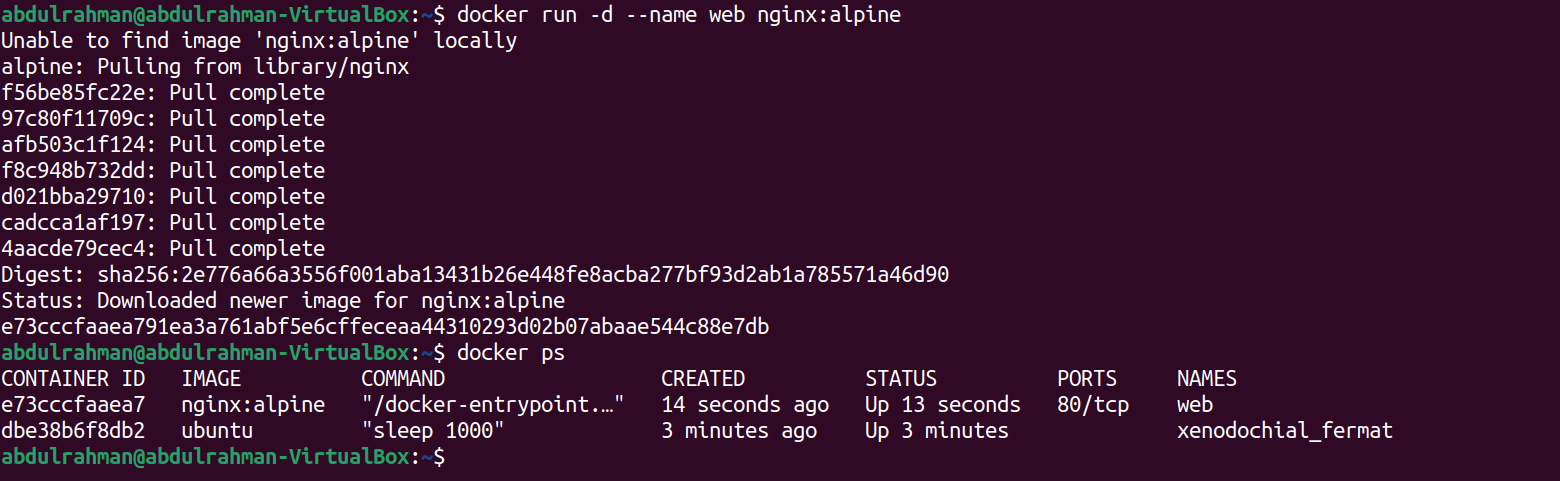 abdulrahman@abdulrahman-VirtualBox:~$ docker run -d --name web nginx:alpine
Unable to find image 'nginx:alpine' locally
alpine: Pulling from library/nginx
f56be85fc22e: Pull complete
97c80f11709c: Pull complete
afb503c1f124: Pull complete
f8c948b732dd: Pull complete
d021bba29710: Pull complete
cadcca1af197: Pull complete
4aacde79cec4: Pull complete
Digest: sha256:2e776a66a3556f001aba13431b26e448fe8acba277bf93d2ab1a785571a46d90
Status: Downloaded newer image for nginx:alpine
e73cccfaaea791ea3a761abf5e6cffeceaa44310293d02b07abaae544c88e7db
abdulrahman@abdulrahman-VirtualBox:~$ docker ps
CONTAINER ID   IMAGE          COMMAND                  CREATED          STATUS          PORTS     NAMES
e73cccfaaea7   nginx:alpine   "/docker-entrypoint.…"   14 seconds ago   Up 13 seconds   80/tcp    web
dbe38b6f8db2   ubuntu         "sleep 1000"             3 minutes ago    Up 3 minutes              xenodochial_fermat
abdulrahman@abdulrahman-VirtualBox:~$